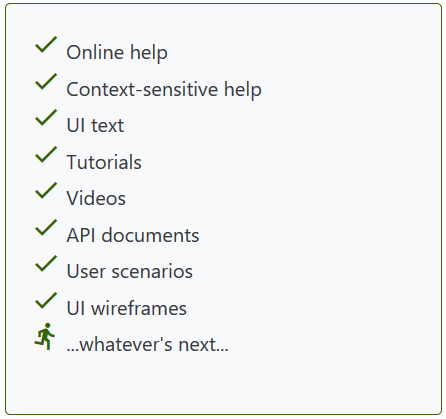 Online help
Context-sensitive help
UI text
Tutorials
Videos
API documents
User scenarios
UI wireframes
...whatever's next...